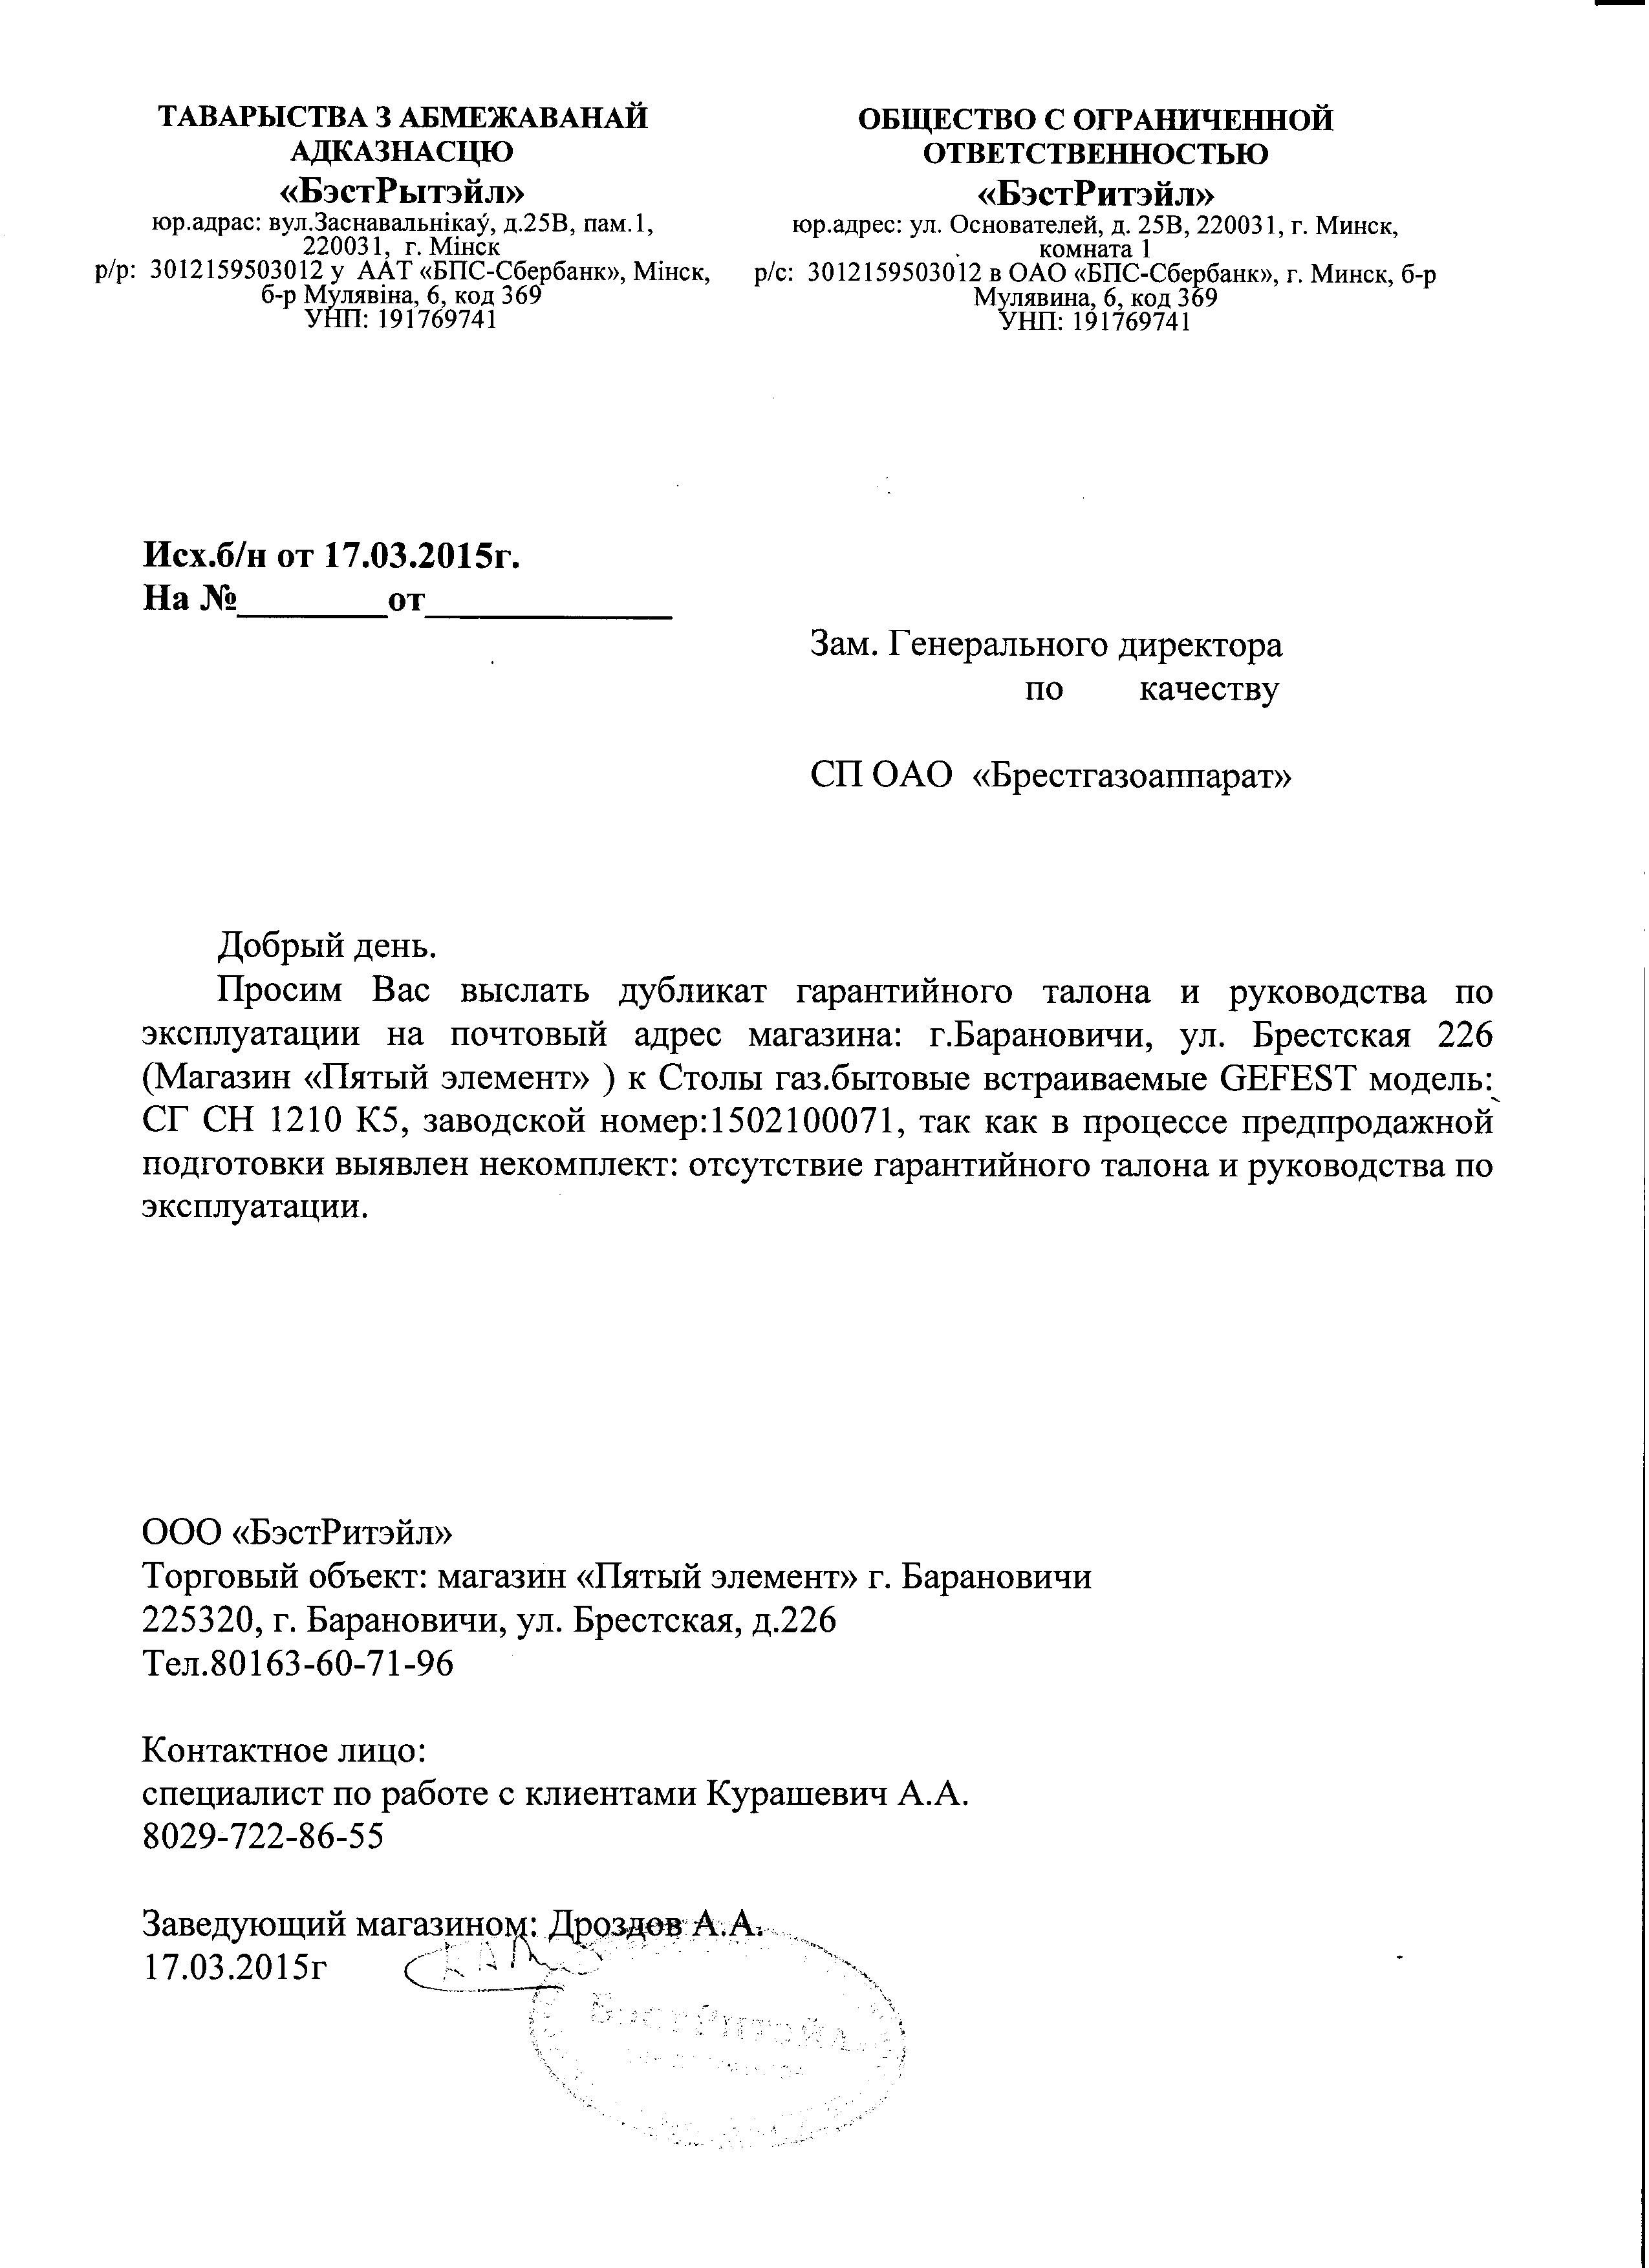 ТАВАРЫСТВА З АБМЕЖАВАНАЙ
АДКАЗНАСЦЮ
«БэстРытэйл»
юр.адрас: вул.Заснавальнікаў, д.25В, пам.1,
220031,  г. Мінск
р/р:  3012159503012 у  ААТ «БПС-Сбербанк», Мінск,
б-р Мулявіна, 6, код 369
УНП: 191769741
ОБЩЕСТВО С ОГРАНИЧЕННОЙ
ОТВЕТСТВЕННОСТЬЮ
«БэстРитэйл»
юр.адрес: ул. Основателей, д. 25В, 220031, г. Минск,
комната 1
р/с:  3012159503012 в ОАО «БПС-Сбербанк», г. Минск, б-р
Мулявина, 6, код 369
УНП: 191769741
Исх.б/н от 17.03.2015г.
На №________от_____________
Зам. Генерального директора
по качеству
СП ОАО  «Брестгазоаппарат»
Добрый день.
Просим Вас выслать дубликат гарантийного талона и руководства по
эксплуатации на почтовый адрес магазина: г.Барановичи, ул. Брестская 226
(Магазин «Пятый элемент» ) к Столы газ.бытовые встраиваемые GEFEST модель:
СГ СН 1210 К5, заводской номер:1502100071, так как в процессе предпродажной
подготовки выявлен некомплект: отсутствие гарантийного талона и руководства по
эксплуатации.
ООО «БэстРитэйл»
Торговый объект: магазин «Пятый элемент» г. Барановичи
225320, г. Барановичи, ул. Брестская, д.226
Тел.80163-60-71-96
Контактное лицо:
специалист по работе с клиентами Курашевич А.А.
8029-722-86-55
Заведующий магазином: Дроздов А.А.
17.03.2015г
БэстРитэйл